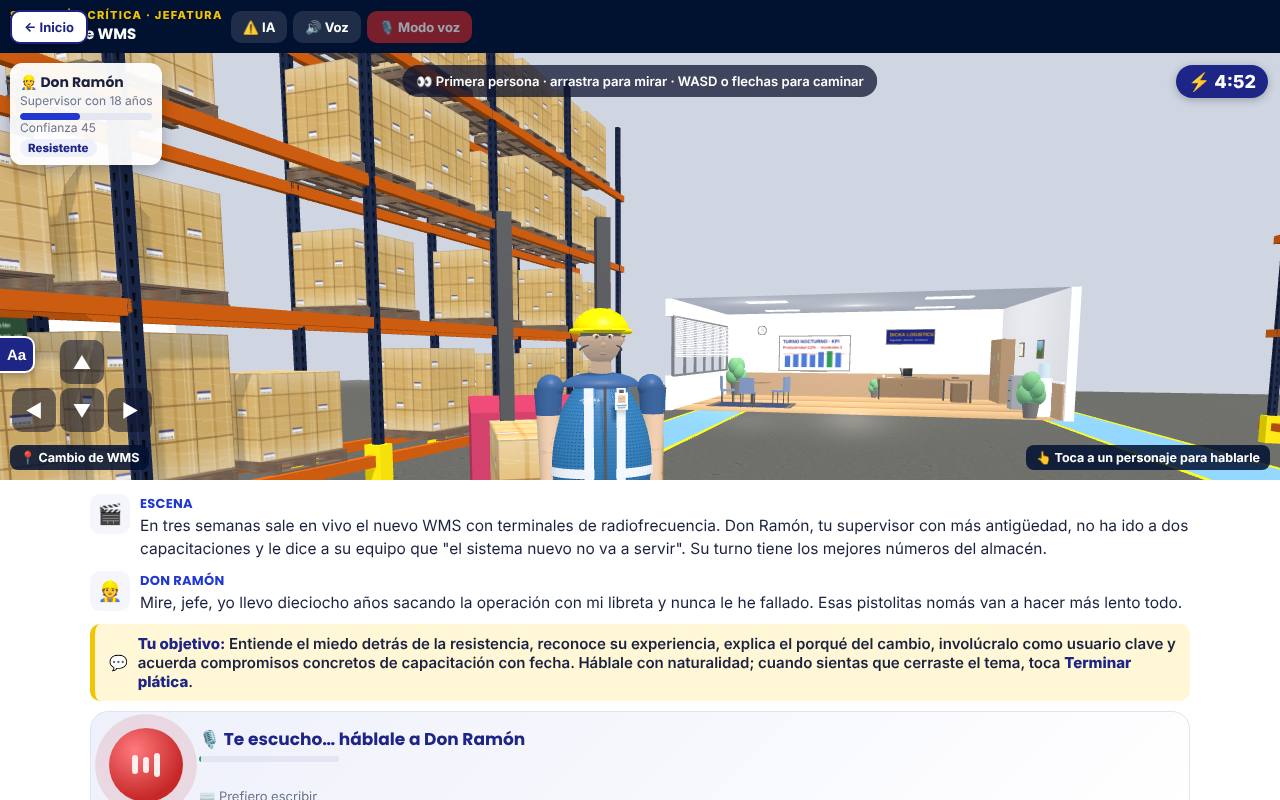 CRÍTICA · JEFATURA
← Inicio
e WMS
⚠️ IA
🔊 Voz
🎙️ Modo voz
👷 Don Ramón
Supervisor con 18 años
Confianza 45
Resistente
👀 Primera persona · arrastra para mirar · WASD o flechas para caminar
⚡ 4:52
TURNO NOCTURNO · KPI
Aa
📍 Cambio de WMS
👆 Toca a un personaje para hablarle
ESCENA
En tres semanas sale en vivo el nuevo WMS con terminales de radiofrecuencia. Don Ramón, tu supervisor con más antigüedad, no ha ido a dos
capacitaciones y le dice a su equipo que "el sistema nuevo no va a servir". Su turno tiene los mejores números del almacén.
DON RAMÓN
Mire, jefe, yo llevo dieciocho años sacando la operación con mi libreta y nunca le he fallado. Esas pistolitas nomás van a hacer más lento todo.
Tu objetivo: Entiende el miedo detrás de la resistencia, reconoce su experiencia, explica el porqué del cambio, involúcralo como usuario clave y
acuerda compromisos concretos de capacitación con fecha. Háblale con naturalidad; cuando sientas que cerraste el tema, toca Terminar
plática.
🎙️ Te escucho... háblale a Don Ramón
⌨️ Prefiero escribir